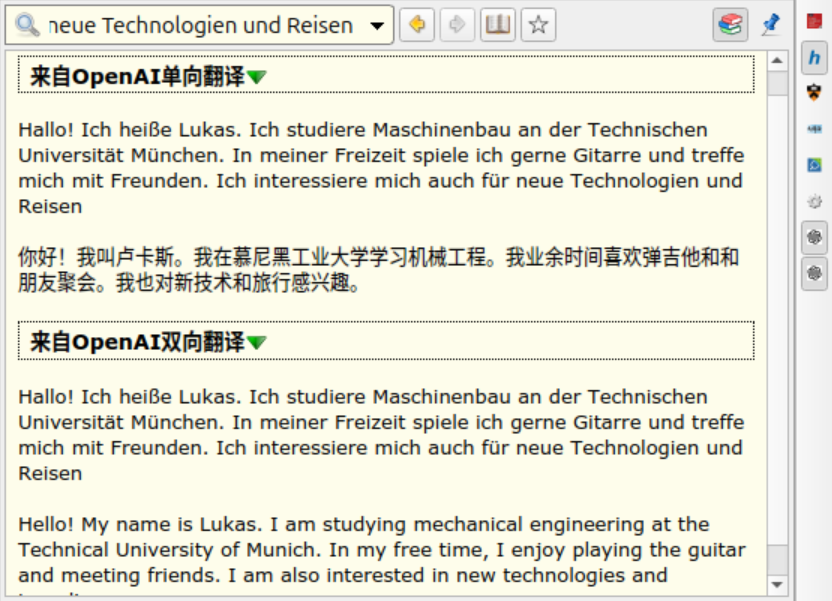 neue Technologien und Reisen
来自OpenAI单向翻译
Hallo! Ich heiße Lukas. Ich studiere Maschinenbau an der Technischen
Universität München. In meiner Freizeit spiele ich gerne Gitarre und treffe
mich mit Freunden. Ich interessiere mich auch für neue Technologien und
Reisen
你好！我叫卢卡斯。我在慕尼黑工业大学学习机械工程。我业余时间喜欢弹吉他和和
朋友聚会。我也对新技术和旅行感兴趣。
来自OpenAI双向翻译
Hallo! Ich heiße Lukas. Ich studiere Maschinenbau an der Technischen
Universität München. In meiner Freizeit spiele ich gerne Gitarre und treffe
mich mit Freunden. Ich interessiere mich auch für neue Technologien und
Reisen
Hello! My name is Lukas. I am studying mechanical engineering at the
Technical University of Munich. In my free time, I enjoy playing the guitar
and meeting friends. I am also interested in new technologies and
h